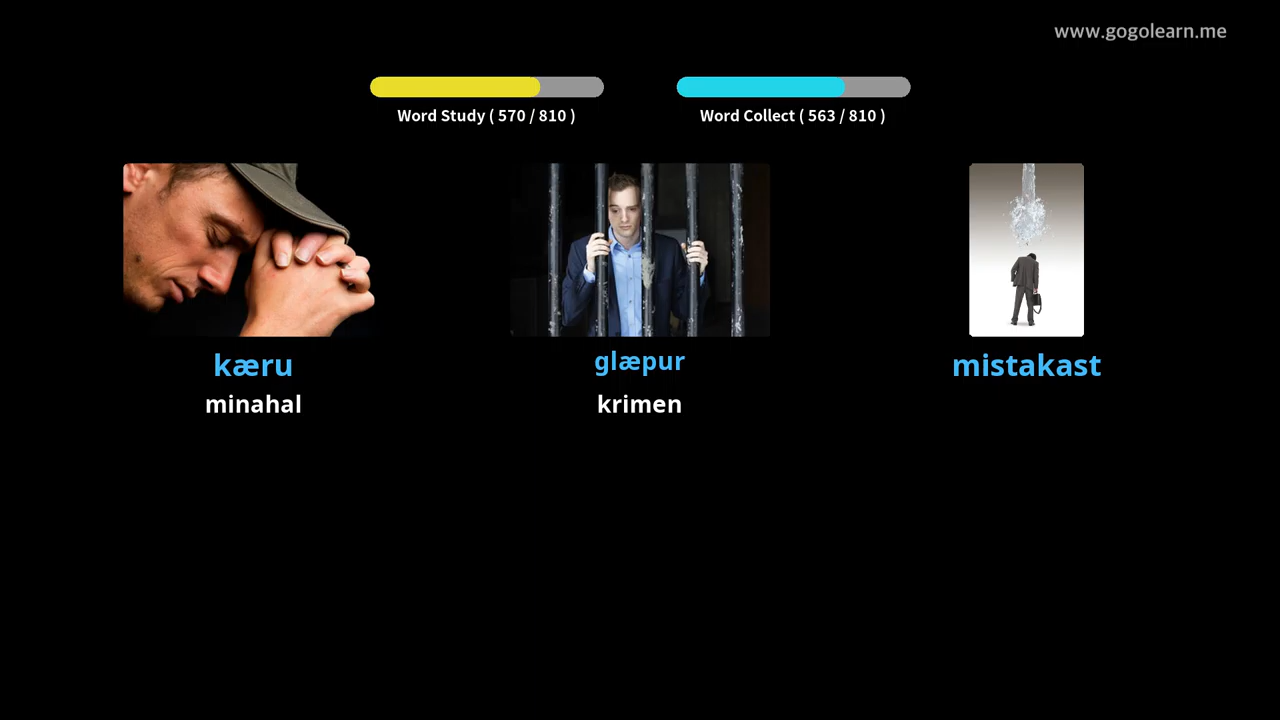 www.gogolearn.me
Word Study ( 570 / 810 )
Word Collect ( 563 / 810 )
kæru
minahal
glæpur
krimen
mistakast